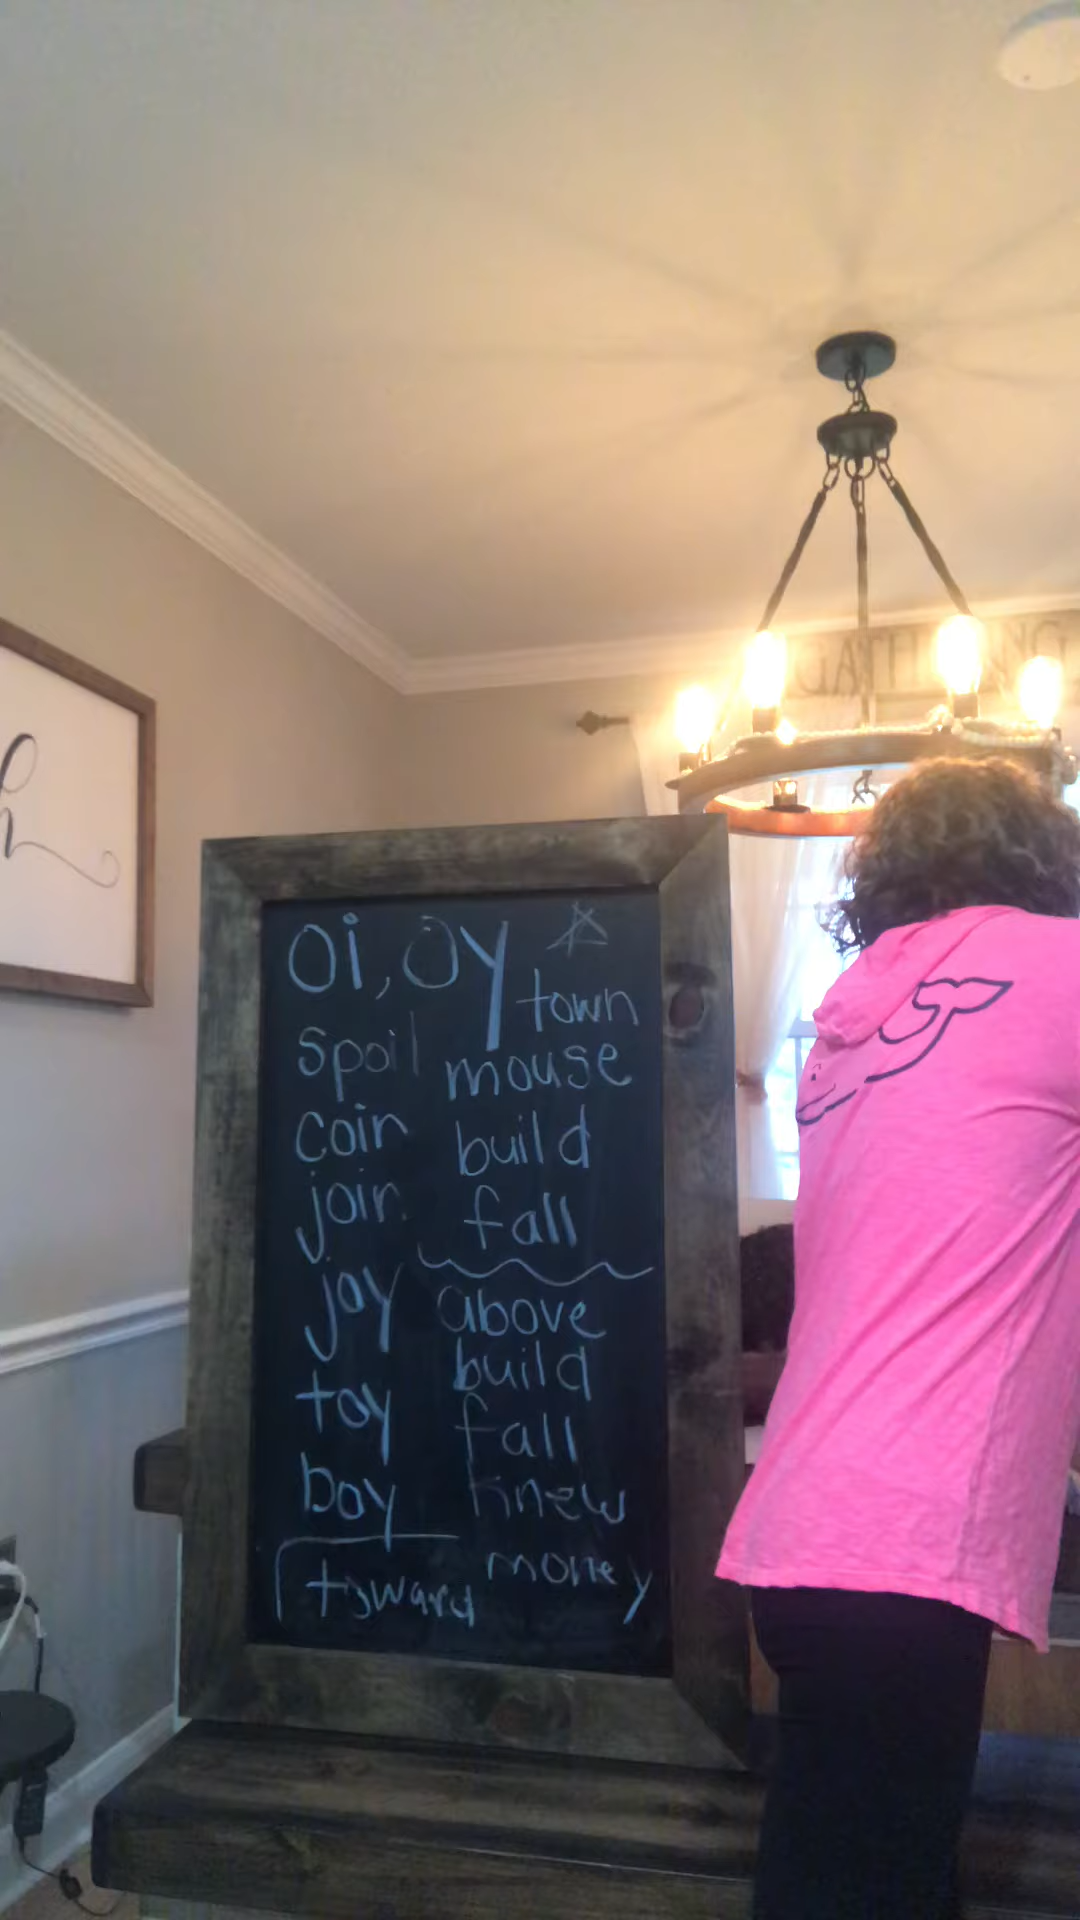 GATHERING
h
oi, oy
spoil
coin
join
joy
toy
boy
toward
town
mouse
build
fall
above
build
fall
knew
money